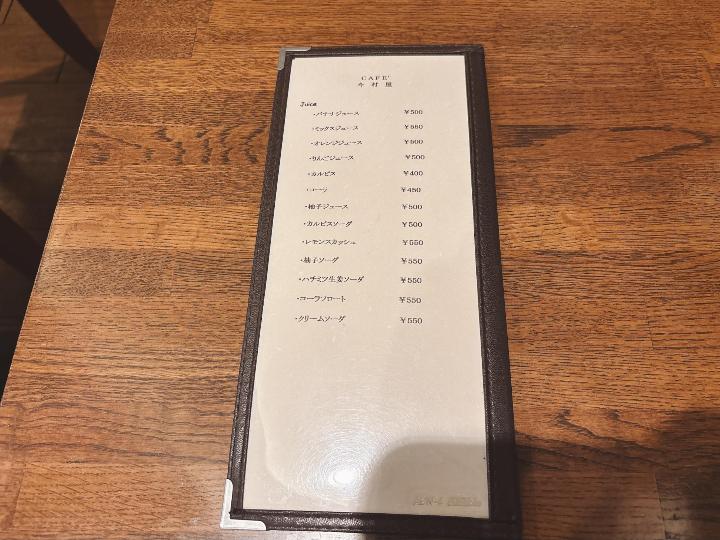 CAFE'
今村屋
Juice
・バナナジュース ¥500
・ミックスジュース ¥550
・オレンジジュース ¥500
・りんごジュース ¥500
・カルピス ¥400
・コーラ ¥450
・柚子ジュース ¥500
・カルピスソーダ ¥500
・レモンスカッシュ ¥550
・柚子ソーダ ¥550
・ハチミツ生姜ソーダ ¥550
・コーラフロート ¥550
・クリームソーダ ¥550